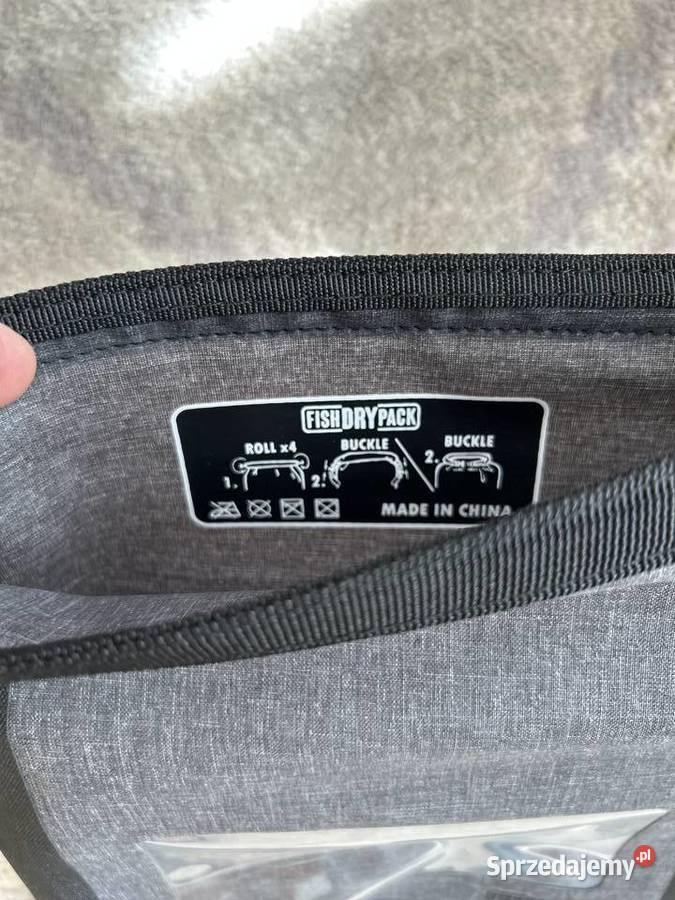 FISHDRYPACK
ROLL x4 BUCKLE BUCKLE
1. 2. 2.
MADE IN CHINA
Sprzedajemy.pl